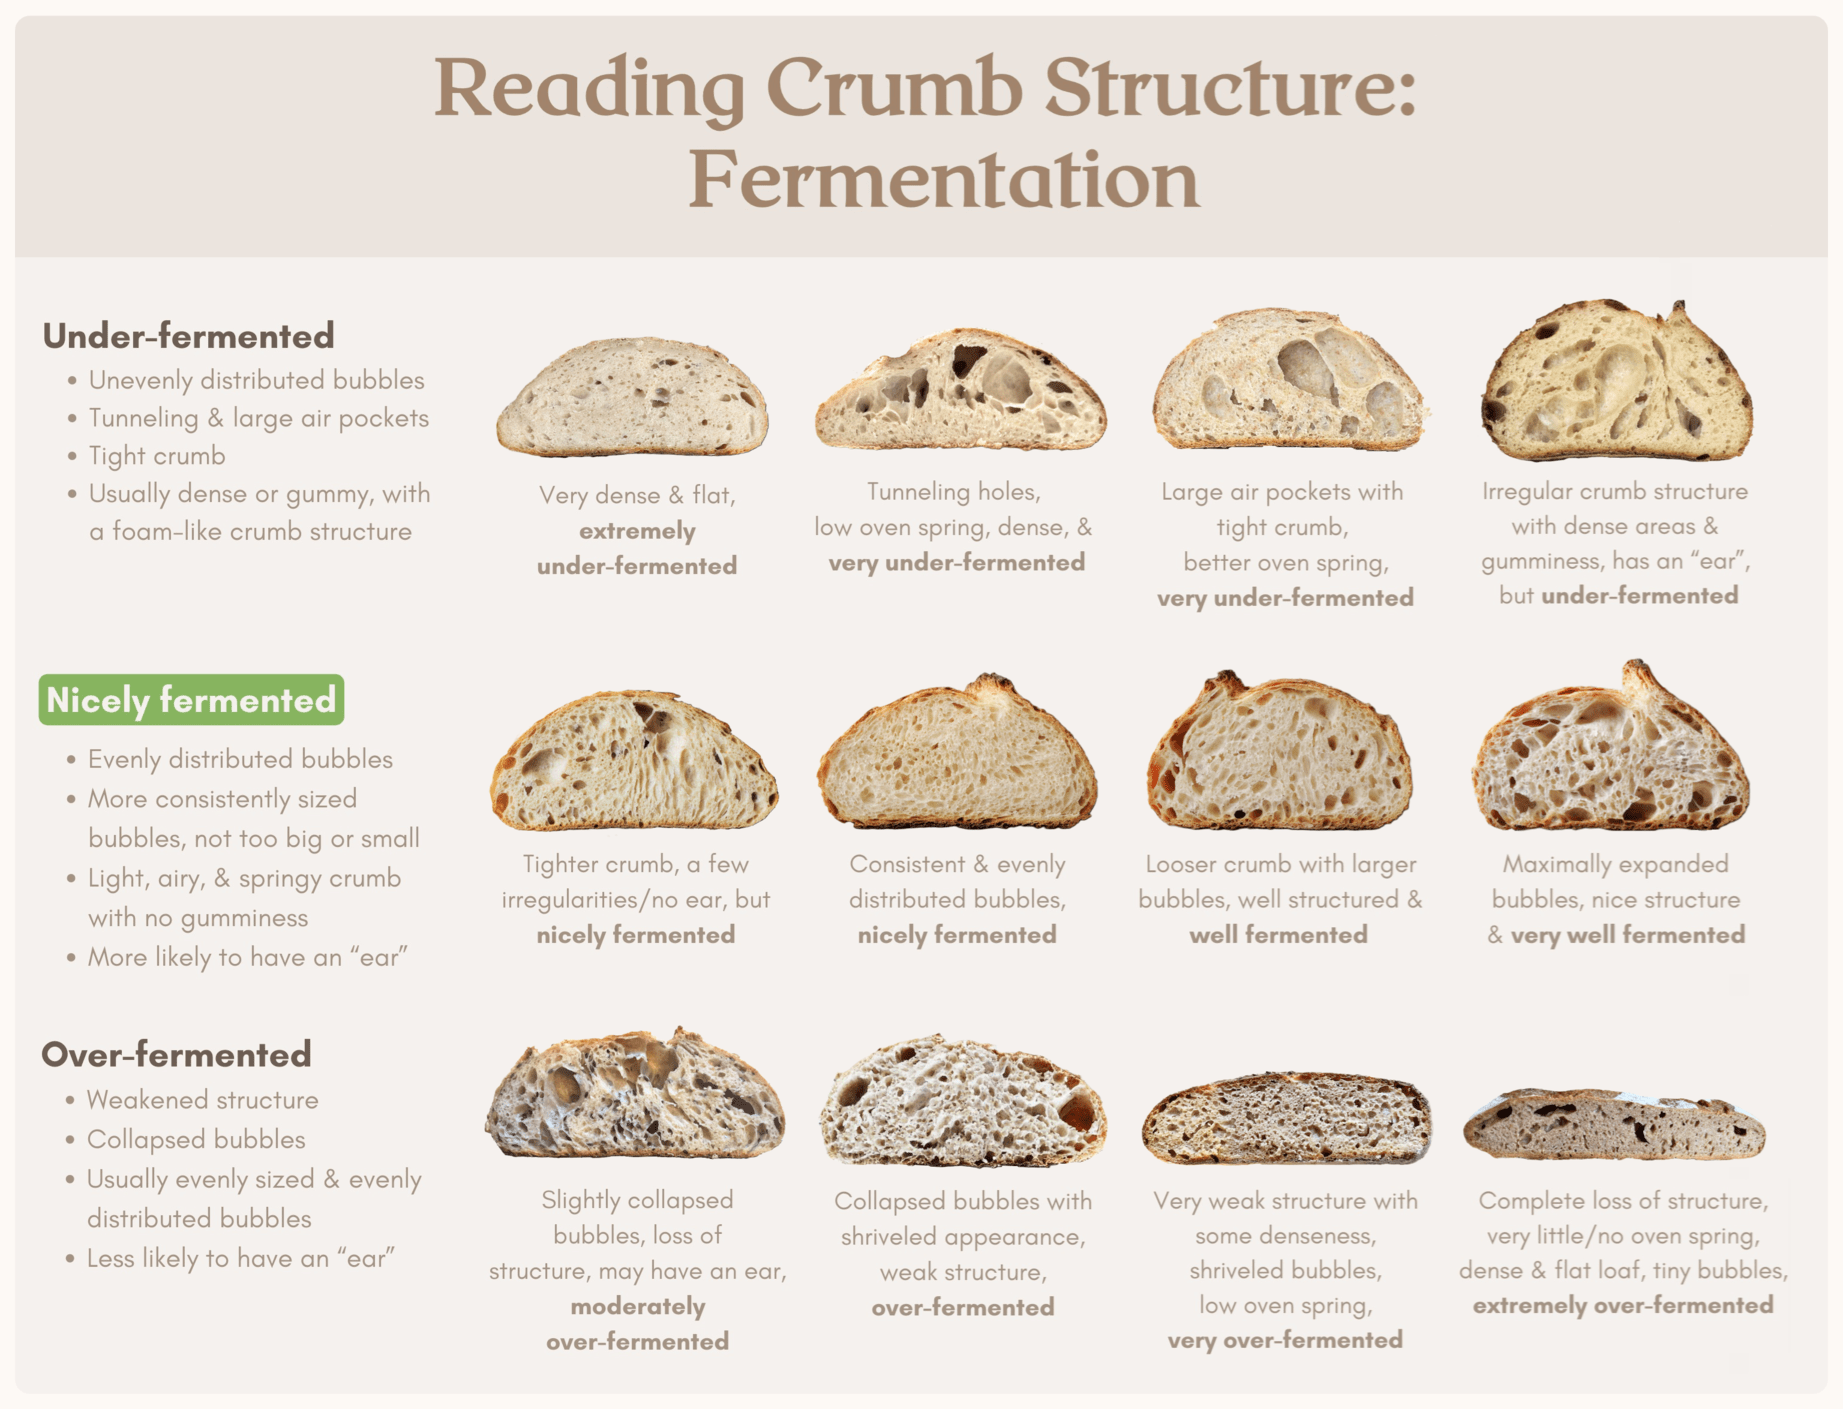 Reading Crumb Structure:
Fermentation
Under-fermented
• Unevenly distributed bubbles
• Tunneling & large air pockets
• Tight crumb
• Usually dense or gummy, with
a foam-like crumb structure
Very dense & flat,
extremely
under-fermented
Tunneling holes,
low oven spring, dense, &
very under-fermented
Large air pockets with
tight crumb,
better oven spring,
very under-fermented
Irregular crumb structure
with dense areas &
gumminess, has an “ear”,
but under-fermented
Nicely fermented
• Evenly distributed bubbles
• More consistently sized
bubbles, not too big or small
• Light, airy, & springy crumb
with no gumminess
• More likely to have an “ear”
Tighter crumb, a few
irregularities/no ear, but
nicely fermented
Consistent & evenly
distributed bubbles,
nicely fermented
Looser crumb with larger
bubbles, well structured &
well fermented
Maximally expanded
bubbles, nice structure
& very well fermented
Over-fermented
• Weakened structure
• Collapsed bubbles
• Usually evenly sized & evenly
distributed bubbles
• Less likely to have an “ear”
Slightly collapsed
bubbles, loss of
structure, may have an ear,
moderately
over-fermented
Collapsed bubbles with
shriveled appearance,
weak structure,
over-fermented
Very weak structure with
some denseness,
shriveled bubbles,
low oven spring,
very over-fermented
Complete loss of structure,
very little/no oven spring,
dense & flat loaf, tiny bubbles,
extremely over-fermented